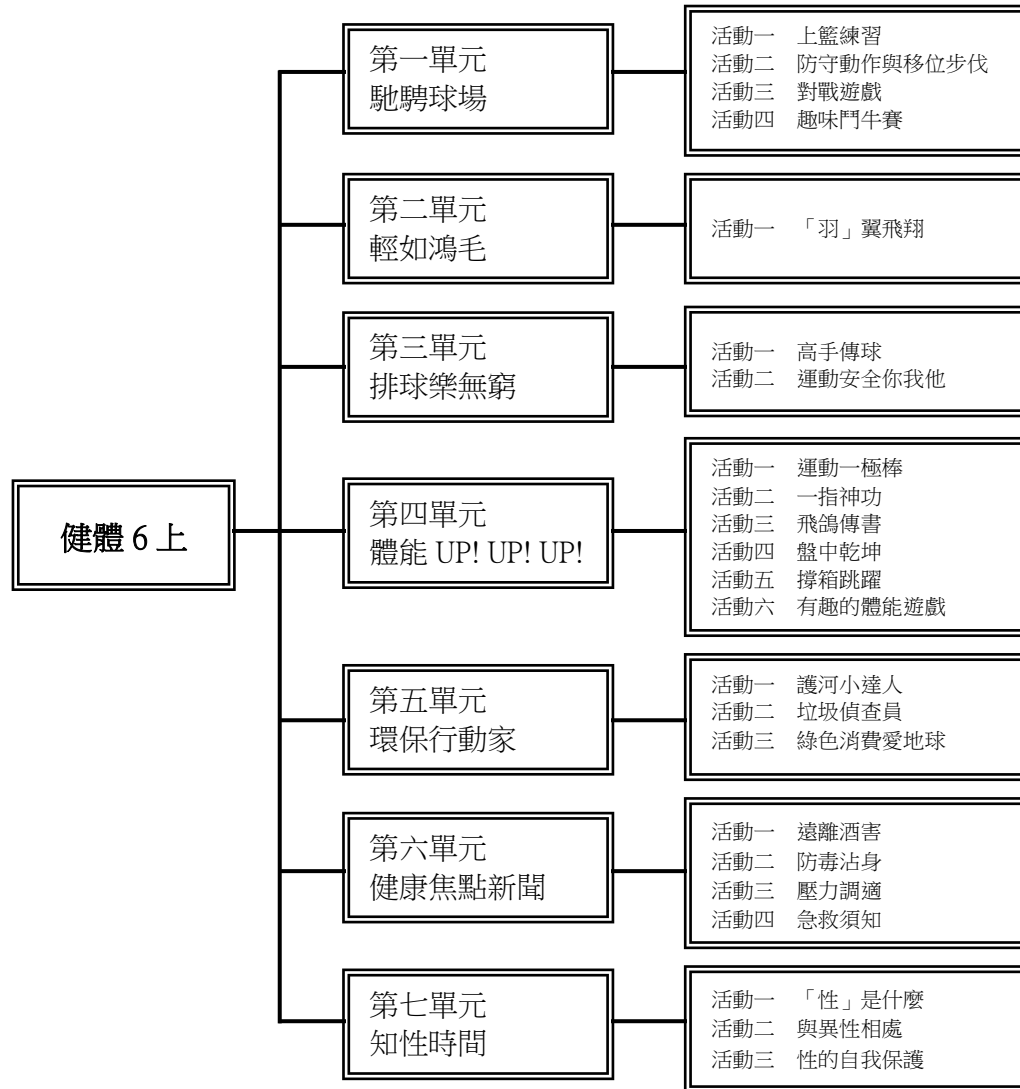 第一單元
馳騁球場
活動一　上籃練習
活動二　防守動作與移位步伐
活動三　對戰遊戲
活動四　趣味鬥牛賽
第二單元
輕如鴻毛
活動一　「羽」翼飛翔
第三單元
排球樂無窮
活動一　高手傳球
活動二　運動安全你我他
健體 6 上
第四單元
體能 UP! UP! UP!
活動一　運動一極棒
活動二　一指神功
活動三　飛鴿傳書
活動四　盤中乾坤
活動五　撐箱跳躍
活動六　有趣的體能遊戲
第五單元
環保行動家
活動一　護河小達人
活動二　垃圾偵查員
活動三　綠色消費愛地球
第六單元
健康焦點新聞
活動一　遠離酒害
活動二　防毒沾身
活動三　壓力調適
活動四　急救須知
第七單元
知性時間
活動一　「性」是什麼
活動二　與異性相處
活動三　性的自我保護